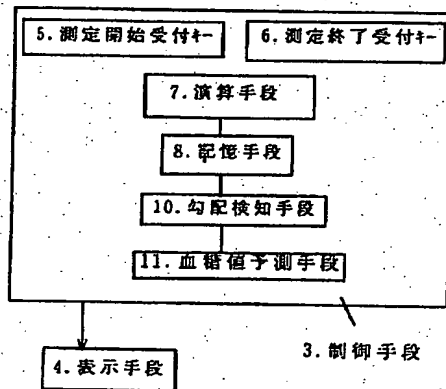 5.測定開始受付キー
6.測定終了受付キー
7.演算手段
8.記憶手段
10.勾配検知手段
11.血糖値予測手段
3.制御手段
4.表示手段